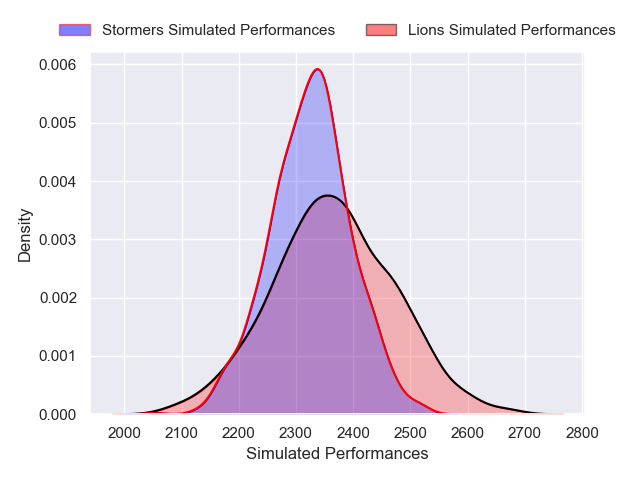 Stormers Simulated Performances Lions Simulated Performances
0.006
0.005
0.004
0.003
0.002
0.001
0.000
Density
2000 2100 2200 2300 2400 2500 2600 2700 2800
Simulated Performances